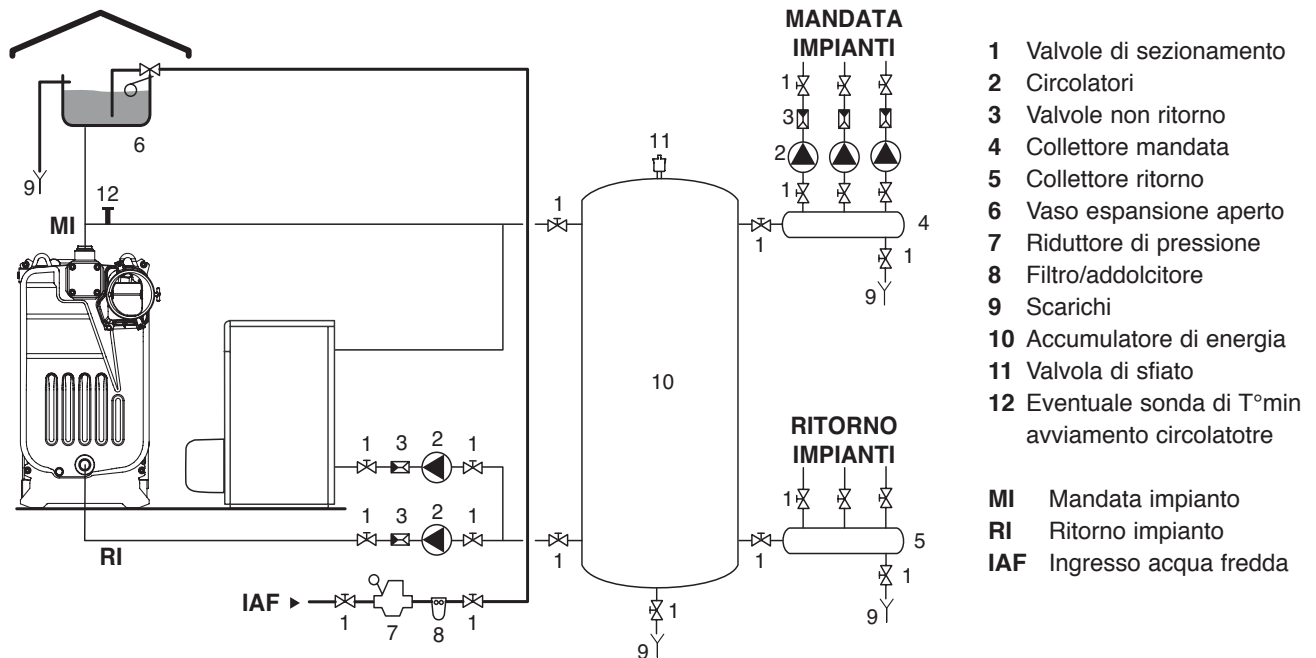 MANDATA
IMPIANTI
1
3
2
1
4
1
9
6
9
12
MI
11
1
1
10
1 3 2 1
1 3 2 1
RI
1
1
IAF
1
7
8
1
1
9
RITORNO
IMPIANTI
1
5
1
9
1 Valvole di sezionamento
2 Circolatori
3 Valvole non ritorno
4 Collettore mandata
5 Collettore ritorno
6 Vaso espansione aperto
7 Riduttore di pressione
8 Filtro/addolcitore
9 Scarichi
10 Accumulatore di energia
11 Valvola di sfiato
12 Eventuale sonda di T°min
avviamento circolatotre
MI Mandata impianto
RI Ritorno impianto
IAF Ingresso acqua fredda